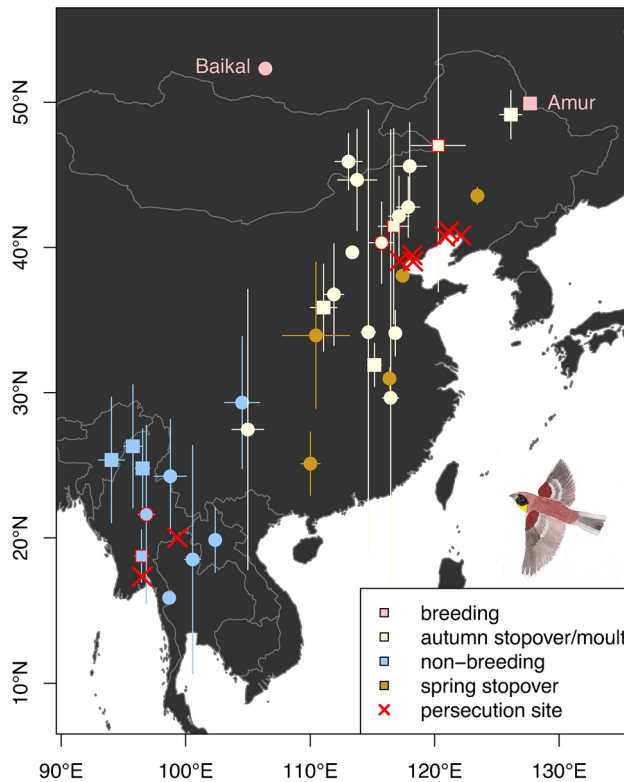 Baikal
Amur
50°N
40°N
30°N
20°N
10°N
breeding
autumn stopover/moult
non−breeding
spring stopover
persecution site
90°E
100°E
110°E
120°E
130°E